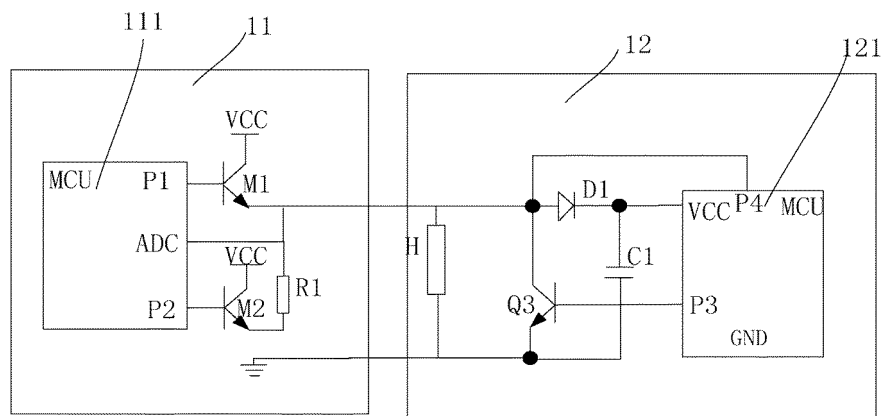 111
11
12
121
VCC
MCU
P1
M1
ADC
VCC
P2
M2
R1
H
D1
VCC
P4
MCU
C1
Q3
P3
GND